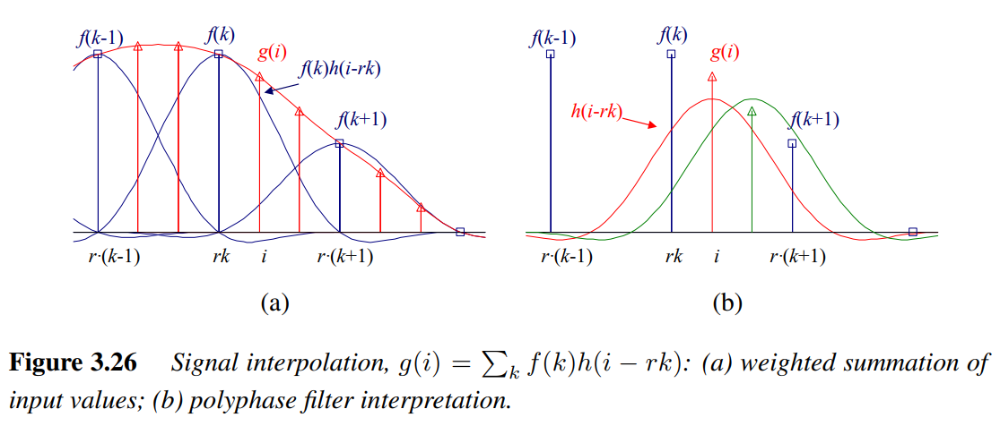 f(k-1) f(k) g(i) f(k)h(i-rk) f(k+1)
r·(k-1) rk i r·(k+1)
(a)
f(k-1) f(k) g(i) h(i-rk) f(k+1)
r·(k-1) rk i r·(k+1)
(b)
Figure 3.26 Signal interpolation, g(i) = ∑ₖ f(k)h(i − rk): (a) weighted summation of
input values; (b) polyphase filter interpretation.